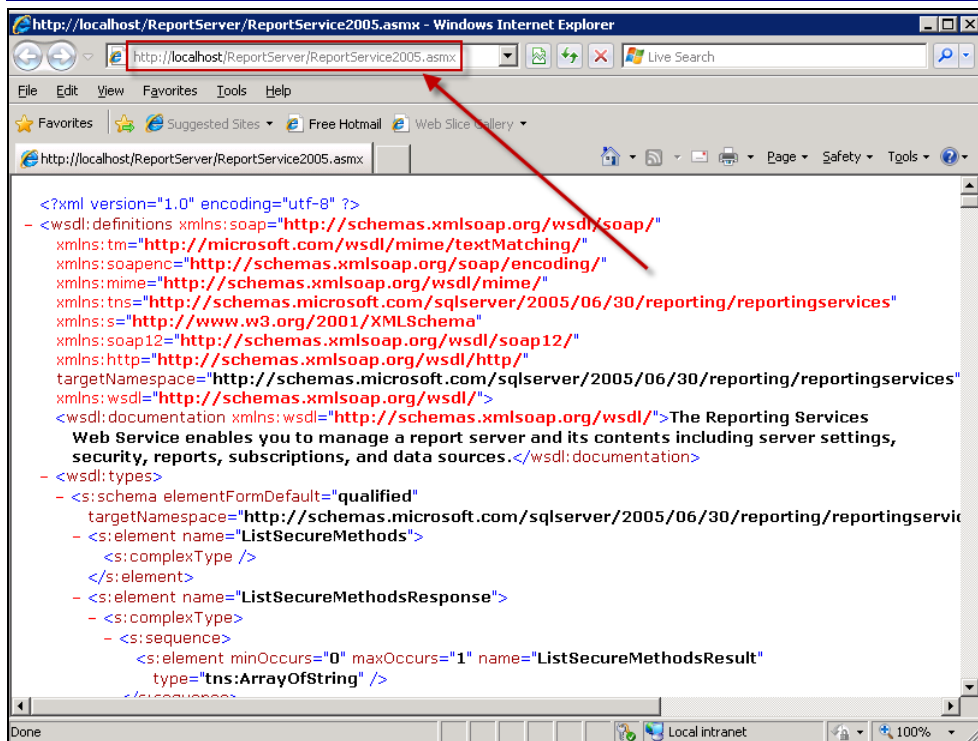 http://localhost/ReportServer/ReportService2005.asmx - Windows Internet Explorer
http://localhost/ReportServer/ReportService2005.asmx
Live Search
File Edit View Favorites Tools Help
Favorites Suggested Sites Free Hotmail Web Slice Gallery
http://localhost/ReportServer/ReportService2005.asmx
Page Safety Tools
<?xml version="1.0" encoding="utf-8" ?>
- <wsdl:definitions xmlns:soap="http://schemas.xmlsoap.org/wsdl/soap/"
xmlns:tm="http://microsoft.com/wsdl/mime/textMatching/"
xmlns:soapenc="http://schemas.xmlsoap.org/soap/encoding/"
xmlns:mime="http://schemas.xmlsoap.org/wsdl/mime/"
xmlns:tns="http://schemas.microsoft.com/sqlserver/2005/06/30/reporting/reportingservices"
xmlns:s="http://www.w3.org/2001/XMLSchema"
xmlns:soap12="http://schemas.xmlsoap.org/wsdl/soap12/"
xmlns:http="http://schemas.xmlsoap.org/wsdl/http/"
targetNamespace="http://schemas.microsoft.com/sqlserver/2005/06/30/reporting/reportingservices"
xmlns:wsdl="http://schemas.xmlsoap.org/wsdl/">
<wsdl:documentation xmlns:wsdl="http://schemas.xmlsoap.org/wsdl/">The Reporting Services
Web Service enables you to manage a report server and its contents including server settings,
security, reports, subscriptions, and data sources.</wsdl:documentation>
- <wsdl:types>
- <s:schema elementFormDefault="qualified"
targetNamespace="http://schemas.microsoft.com/sqlserver/2005/06/30/reporting/reportingservic
- <s:element name="ListSecureMethods">
<s:complexType />
</s:element>
- <s:element name="ListSecureMethodsResponse">
- <s:complexType>
- <s:sequence>
<s:element minOccurs="0" maxOccurs="1" name="ListSecureMethodsResult"
type="tns:ArrayOfString" />
</s:sequence>
Done Local intranet 100%